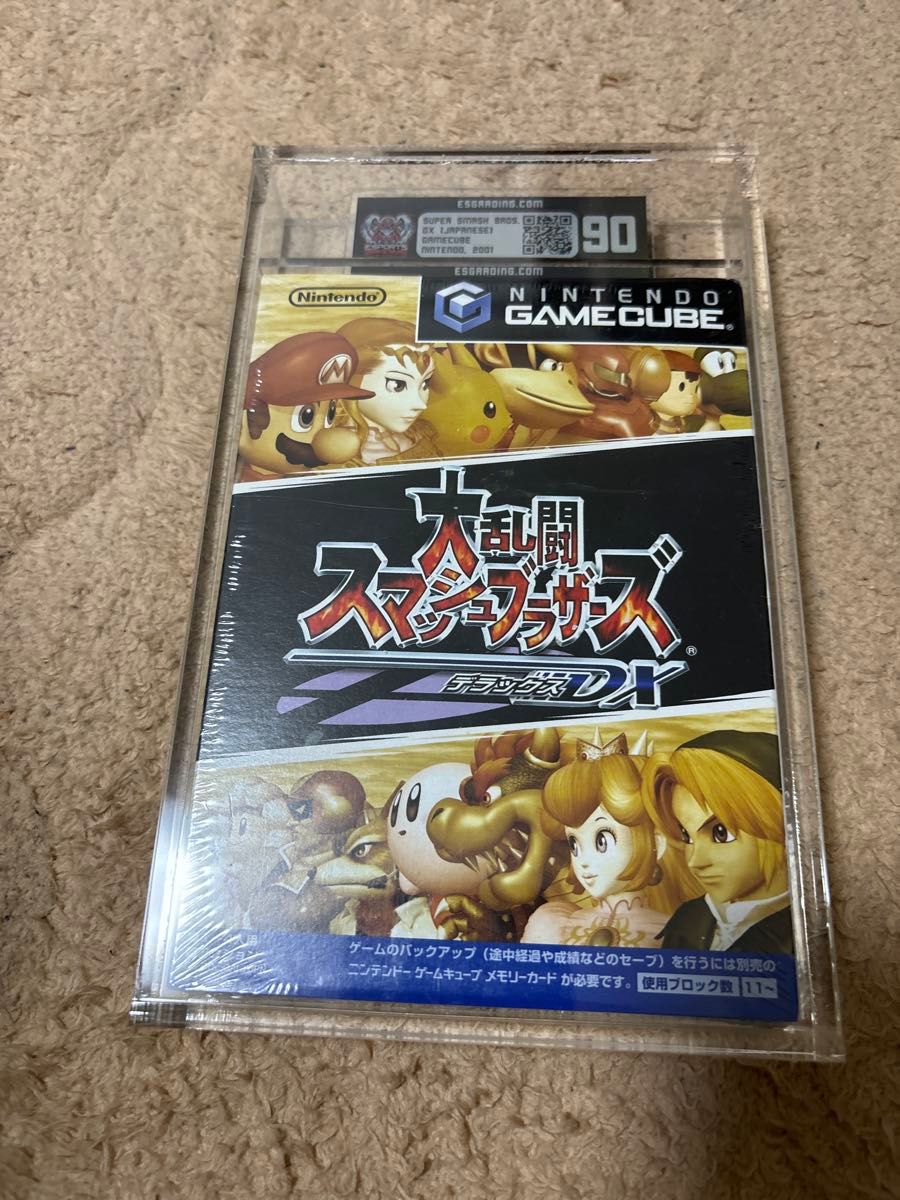 ESGRADING.COM
SUPER SMASH BROS.
DX (JAPANESE)
GAMECUBE
NINTENDO, 2001
90
ESGRADING.COM
Nintendo
NINTENDO
GAMECUBE
大乱闘
スマッシュブラザーズ
デラックス DX
ゲームのバックアップ（途中経過や成績などのセーブ）を行うには別売の
ニンテンドーゲームキューブ メモリーカード が必要です。 使用ブロック数 11〜